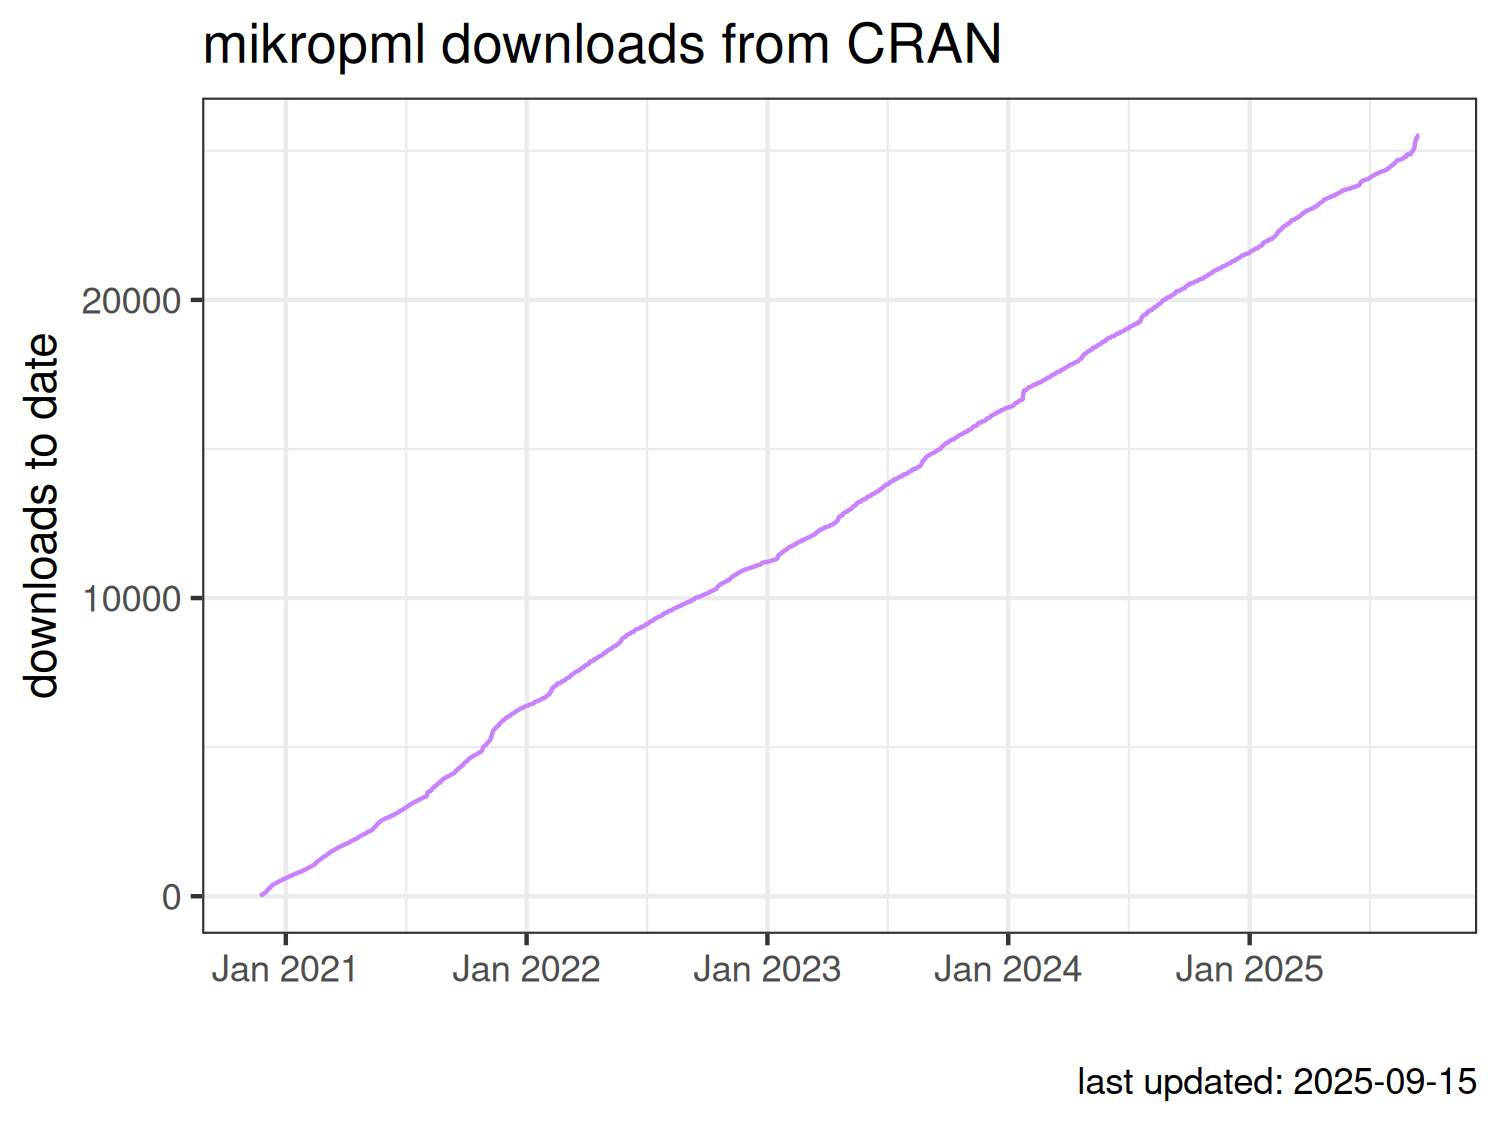 mikropml downloads from CRAN
downloads to date
20000
10000
0
Jan 2021 Jan 2022 Jan 2023 Jan 2024 Jan 2025
last updated: 2025-09-15